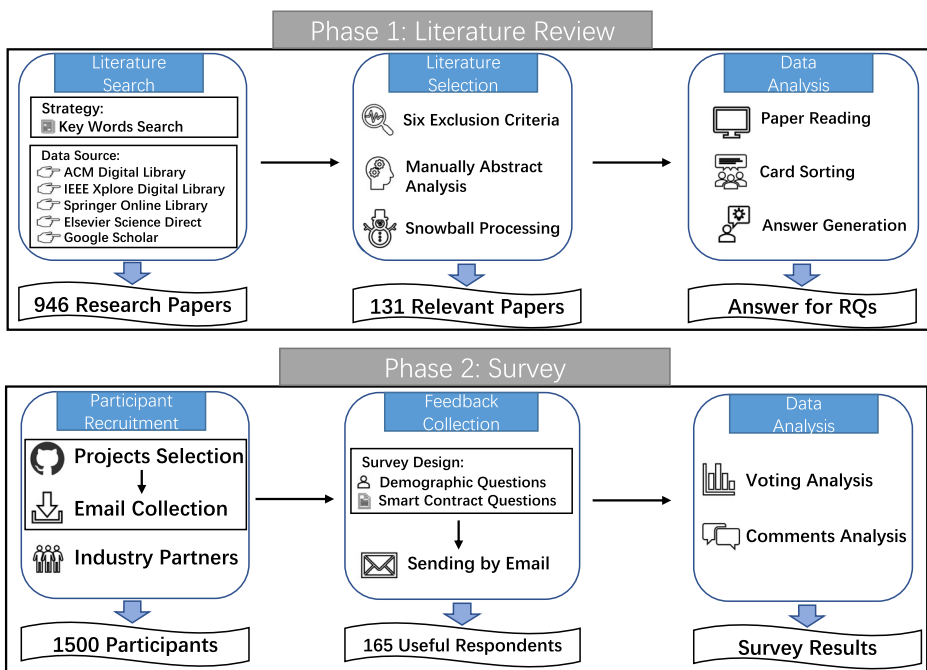 Phase 1: Literature Review
Literature
Search
Strategy:
Key Words Search
Data Source:
ACM Digital Library
IEEE Xplore Digital Library
Springer Online Library
Elsevier Science Direct
Google Scholar
946 Research Papers
Literature
Selection
Six Exclusion Criteria
Manually Abstract
Analysis
Snowball Processing
131 Relevant Papers
Data
Analysis
Paper Reading
Card Sorting
Answer Generation
Answer for RQs
Phase 2: Survey
Participant
Recruitment
Projects Selection
Email Collection
Industry Partners
1500 Participants
Feedback
Collection
Survey Design:
Demographic Questions
Smart Contract Questions
Sending by Email
165 Useful Respondents
Data
Analysis
Voting Analysis
Comments Analysis
Survey Results